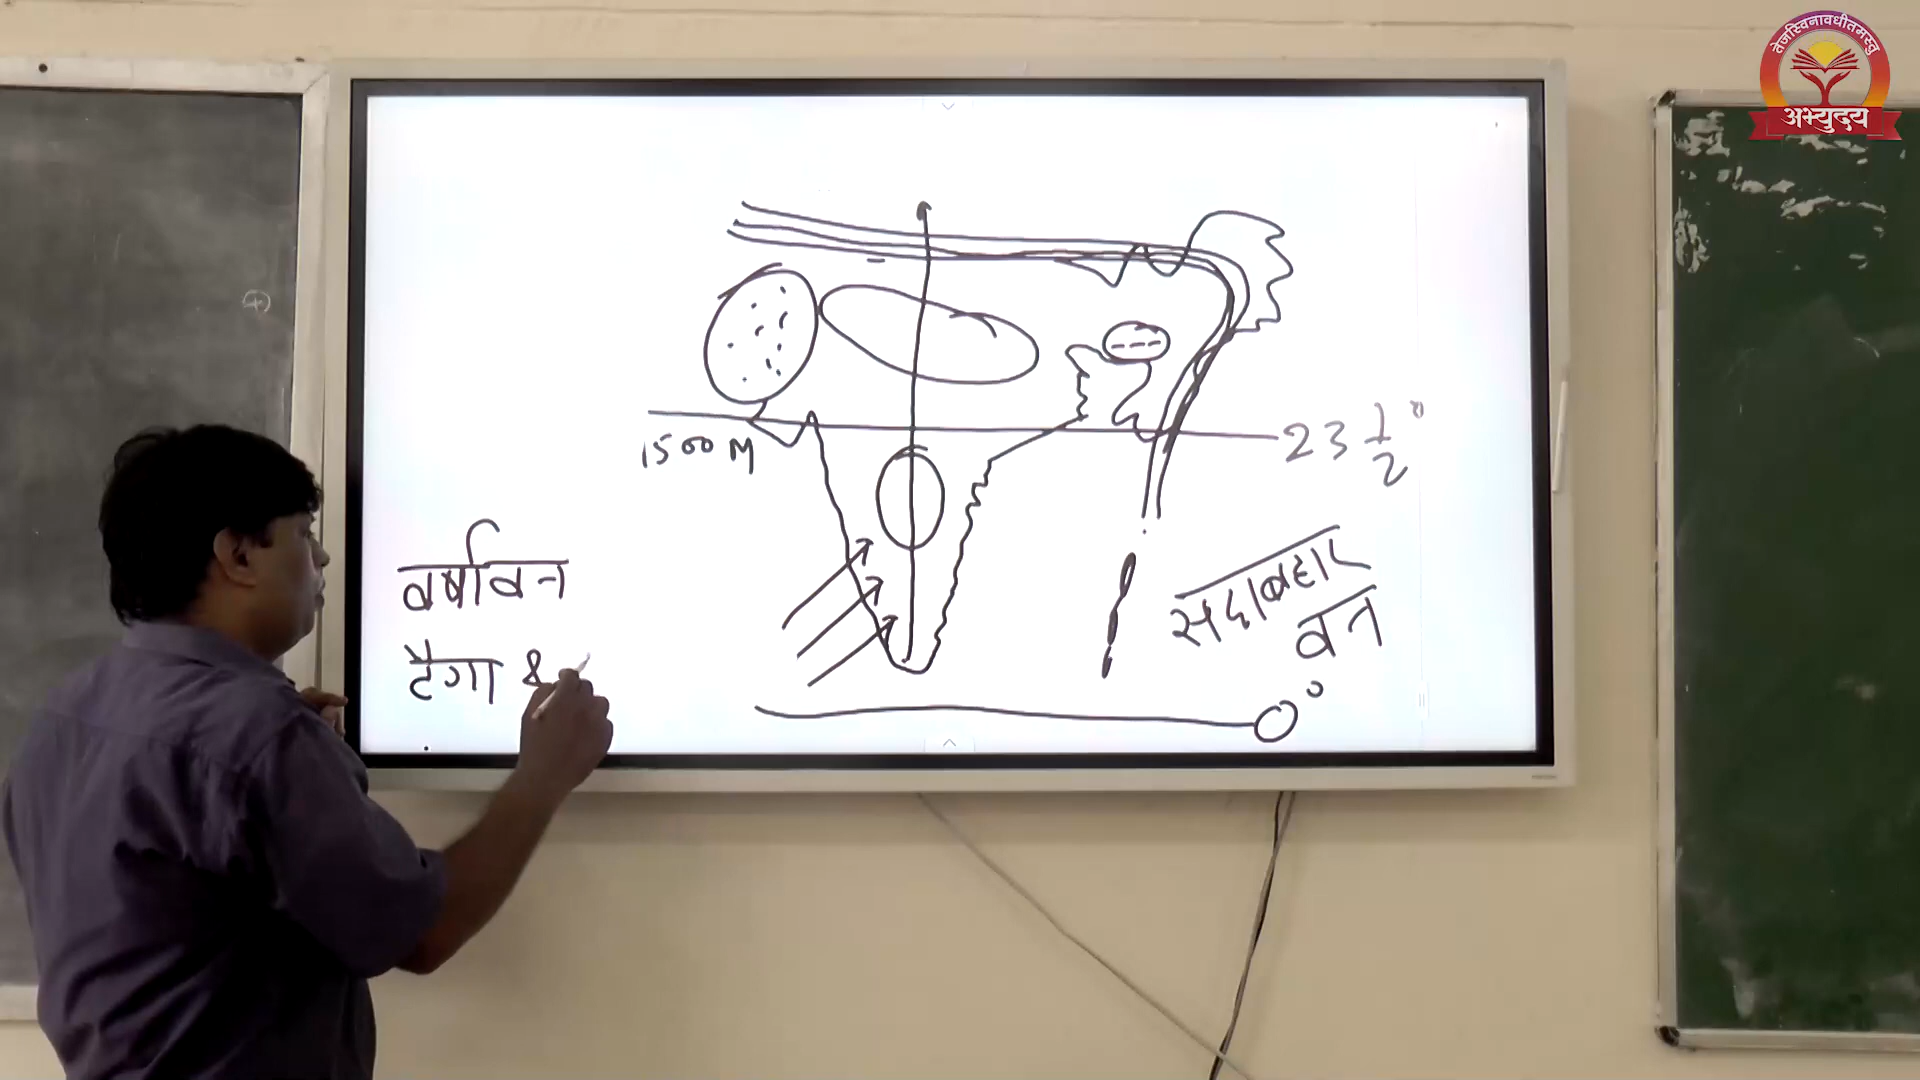 तेजस्विनावधीतमस्तु
अभ्युदय
23 1/2°
1500 M
वर्षावन
सदाबहार
वन
टैगा &
0°